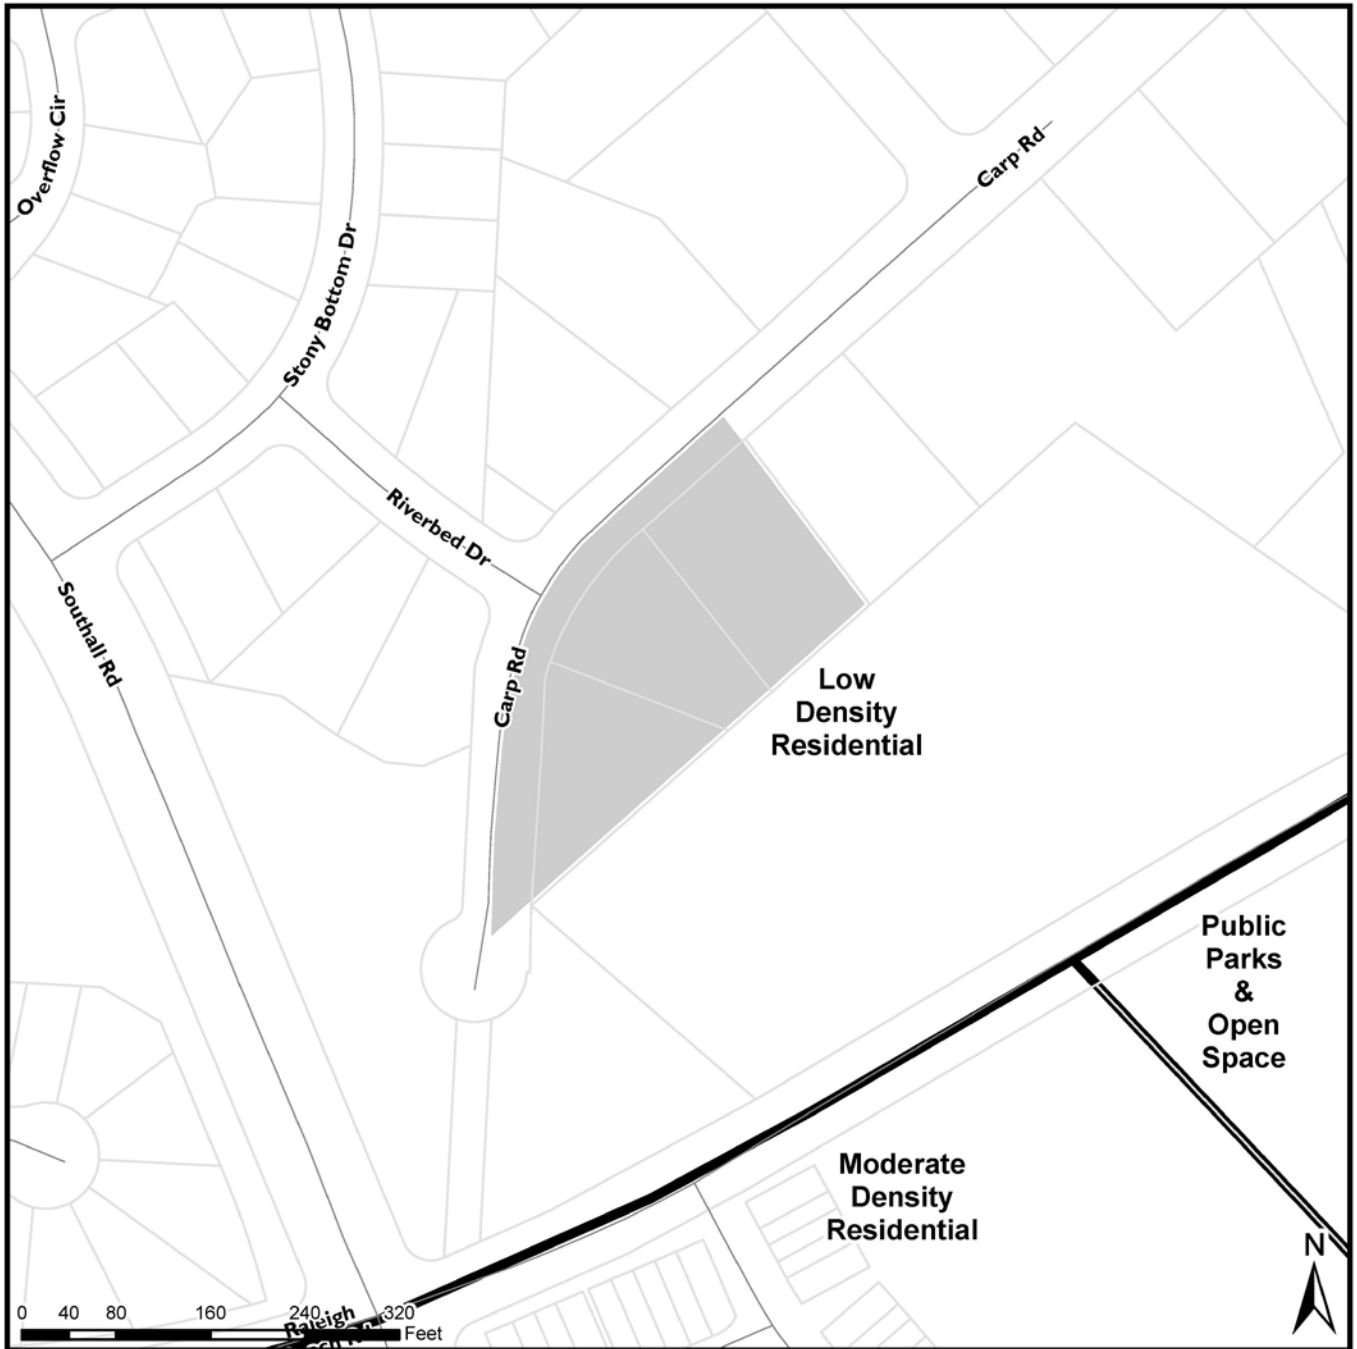 Overflow Cir
Stony Bottom Dr
Carp Rd
Riverbed Dr
Southall Rd
Carp Rd
Low
Density
Residential
Public
Parks
&
Open
Space
Moderate
Density
Residential
N
0 40 80 160 240 320
Feet
Raleigh